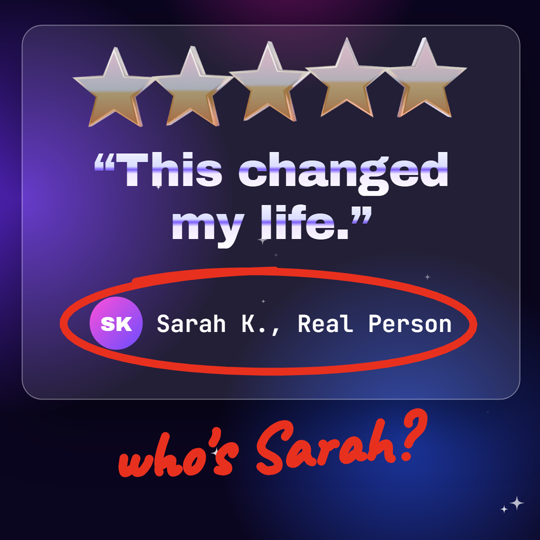 “This changed
my life.”
SK
Sarah K., Real Person
who's Sarah?